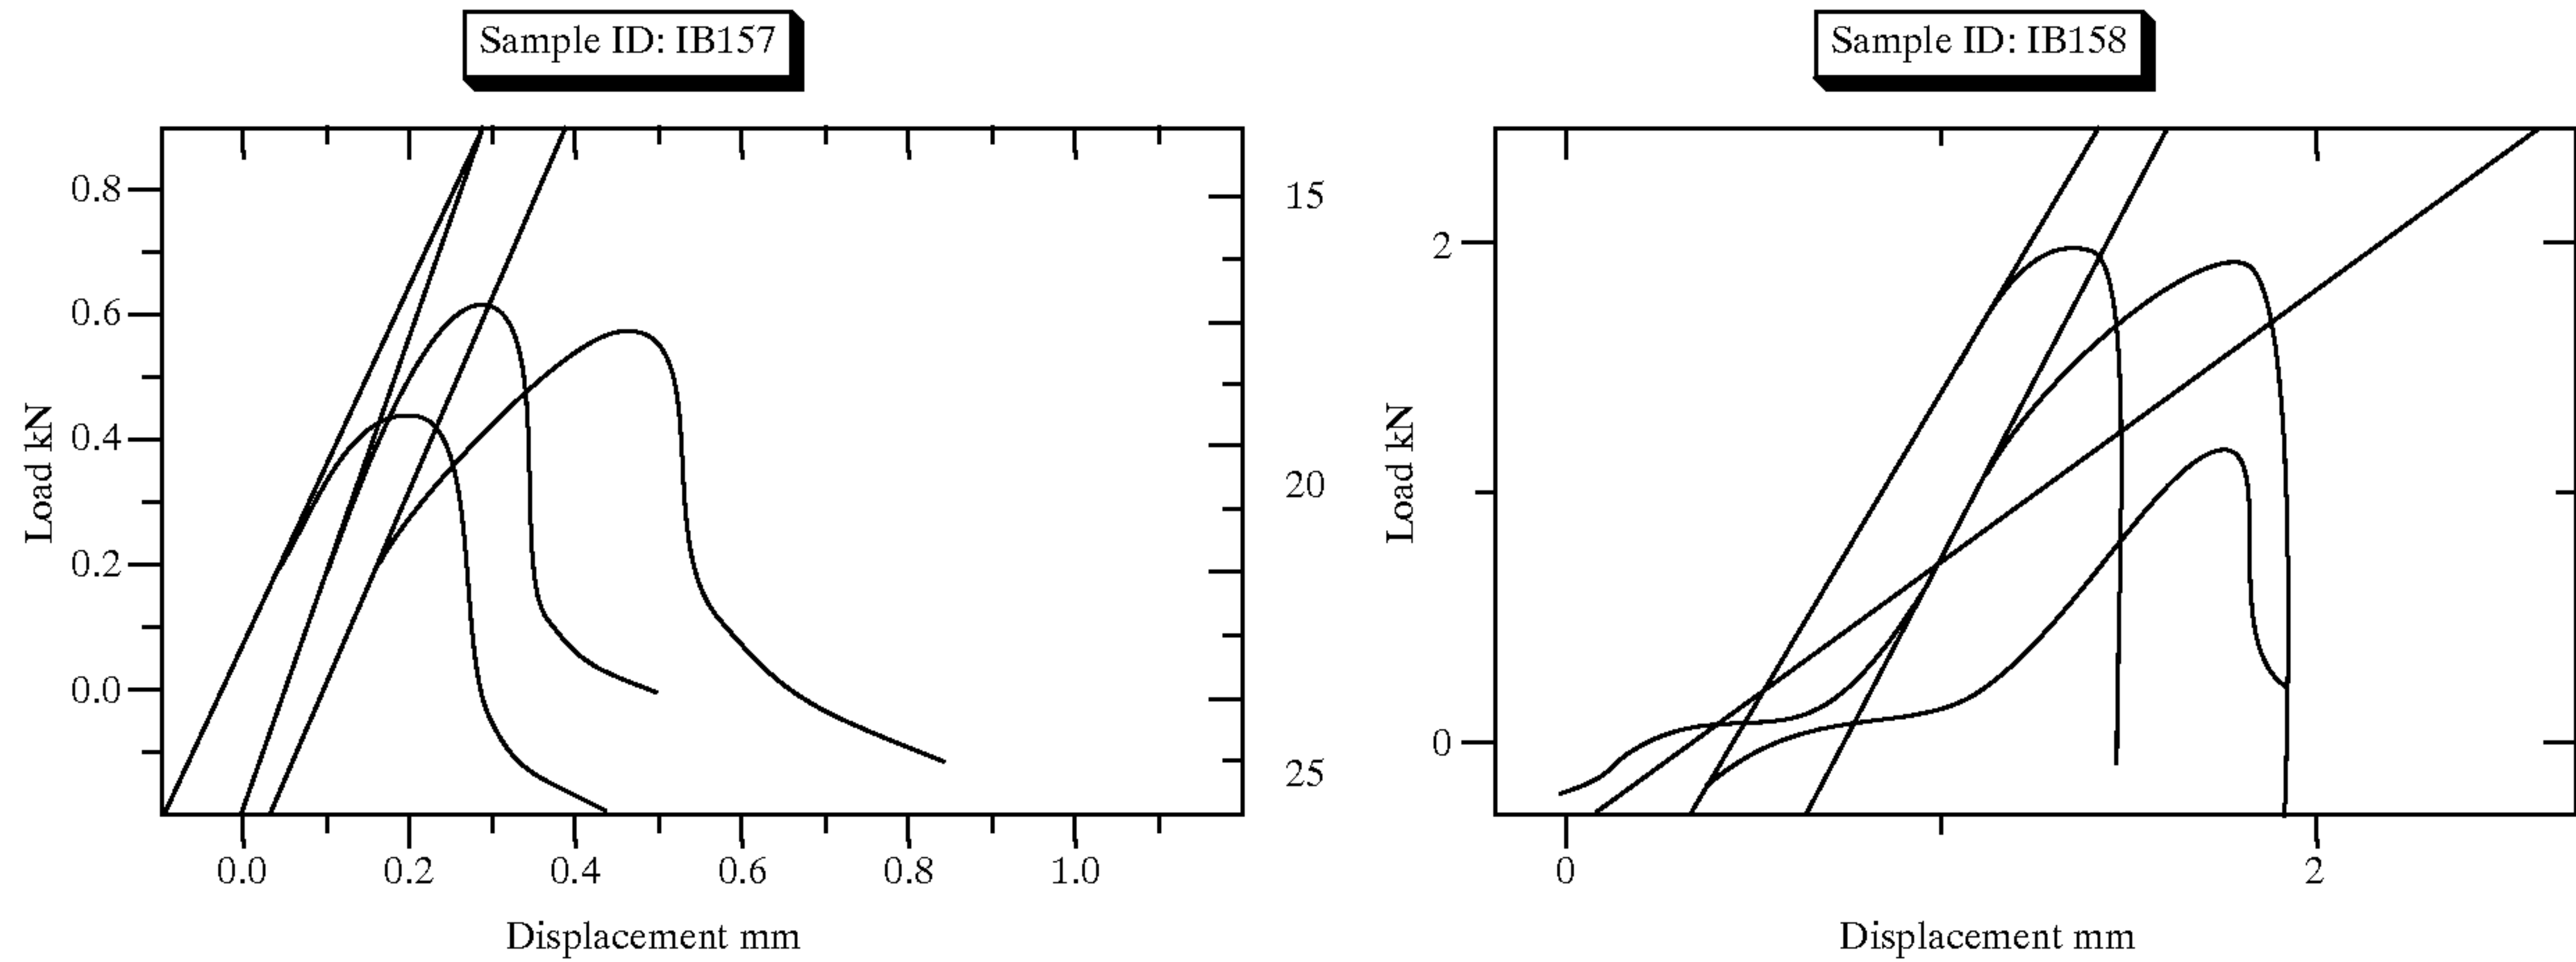 Sample ID: IB157
Load kN
0.8
0.6
0.4
0.2
0.0
0.0 0.2 0.4 0.6 0.8 1.0
Displacement mm
15
20
25
Sample ID: IB158
Load kN
2
0
0 2
Displacement mm